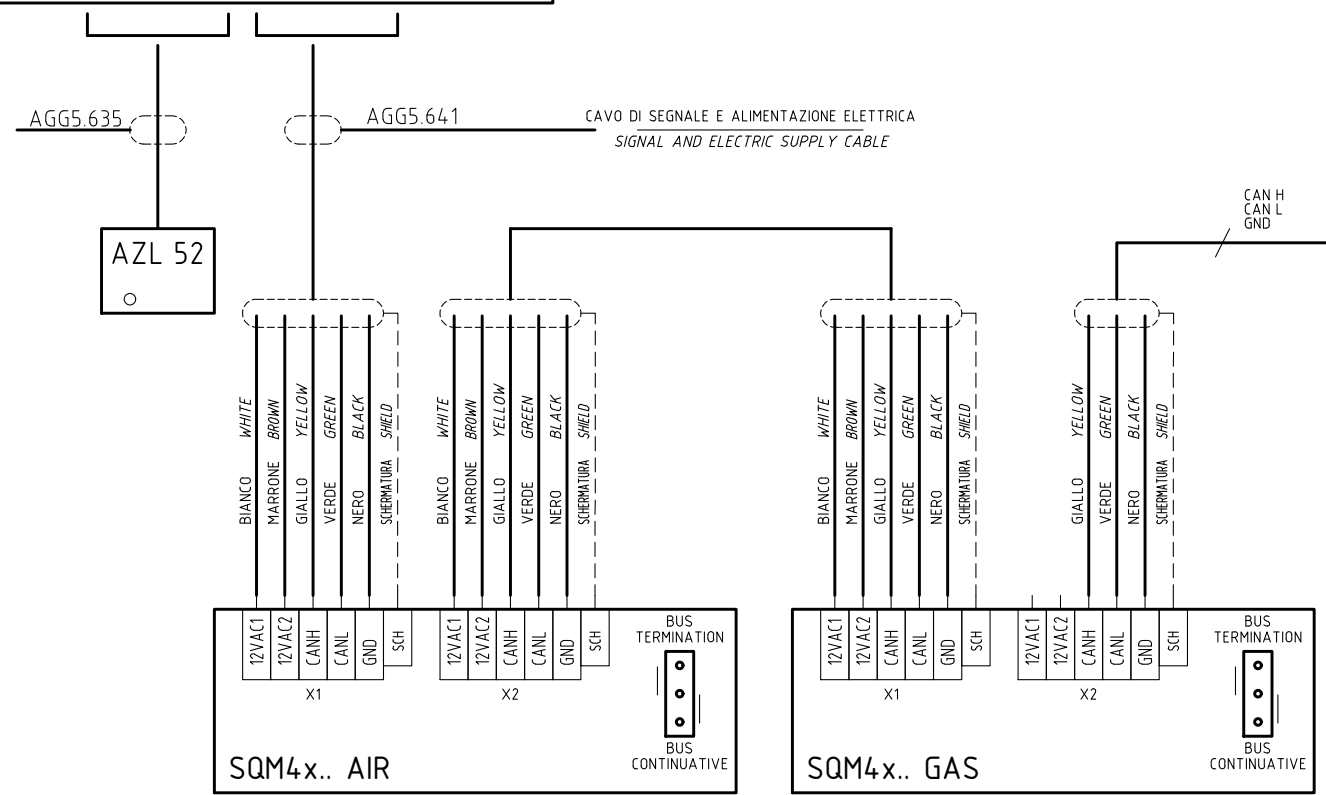 AGG5.635
AGG5.641
CAVO DI SEGNALE E ALIMENTAZIONE ELETTRICA
SIGNAL AND ELECTRIC SUPPLY CABLE
CAN H
CAN L
GND
AZL 52
BIANCO WHITE
MARRONE BROWN
GIALLO YELLOW
VERDE GREEN
NERO BLACK
SCHERMATURA SHIELD
BIANCO WHITE
MARRONE BROWN
GIALLO YELLOW
VERDE GREEN
NERO BLACK
SCHERMATURA SHIELD
BIANCO WHITE
MARRONE BROWN
GIALLO YELLOW
VERDE GREEN
NERO BLACK
SCHERMATURA SHIELD
GIALLO YELLOW
VERDE GREEN
NERO BLACK
SCHERMATURA SHIELD
12VAC1
12VAC2
CANH
CANL
GND
SCH
X1
12VAC1
12VAC2
CANH
CANL
GND
SCH
X2
BUS
TERMINATION
BUS
CONTINUATIVE
SQM4x.. AIR
12VAC1
12VAC2
CANH
CANL
GND
SCH
X1
12VAC1
12VAC2
CANH
CANL
GND
SCH
X2
BUS
TERMINATION
BUS
CONTINUATIVE
SQM4x.. GAS